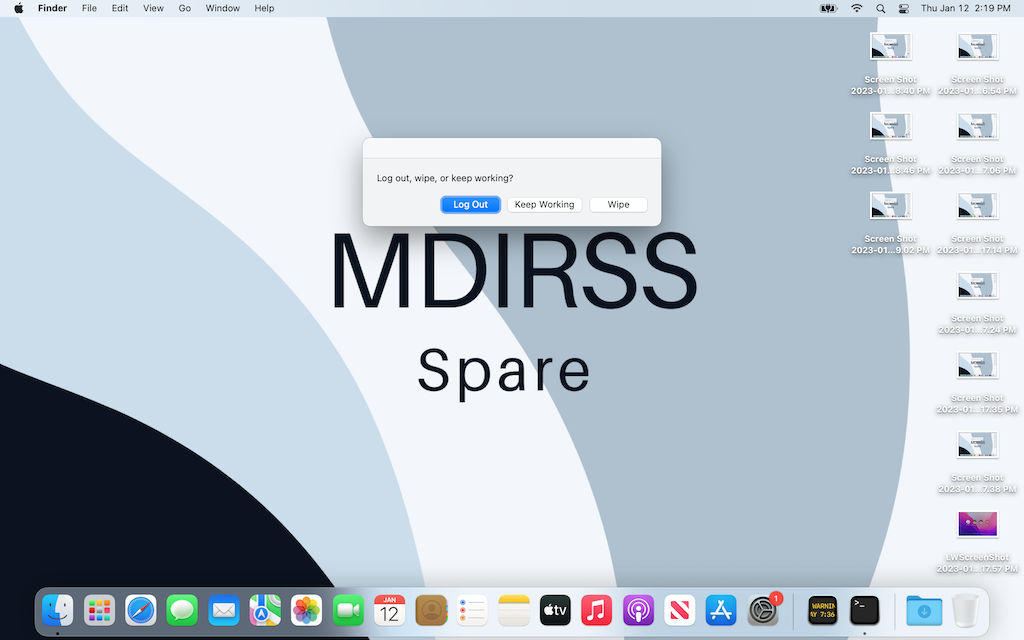 Finder File Edit View Go Window Help Thu Jan 12 2:19 PM
Screen Shot
2023-01...8.40 PM
Screen Shot
2023-01...6.54 PM
Screen Shot
2023-01...8.46 PM
Screen Shot
2023-01...7.06 PM
Screen Shot
2023-01...9.02 PM
Screen Shot
2023-01...17.14 PM
Screen Shot
2023-01...7.24 PM
Screen Shot
2023-01...17.35 PM
Screen Shot
2023-01...7.38 PM
LWScreenShot
2023-01...17.57 PM
Log out, wipe, or keep working?
Log Out Keep Working Wipe
MDIRSS
Spare
JAN
12
tv
1
WARNIN
AY 7:36
>_